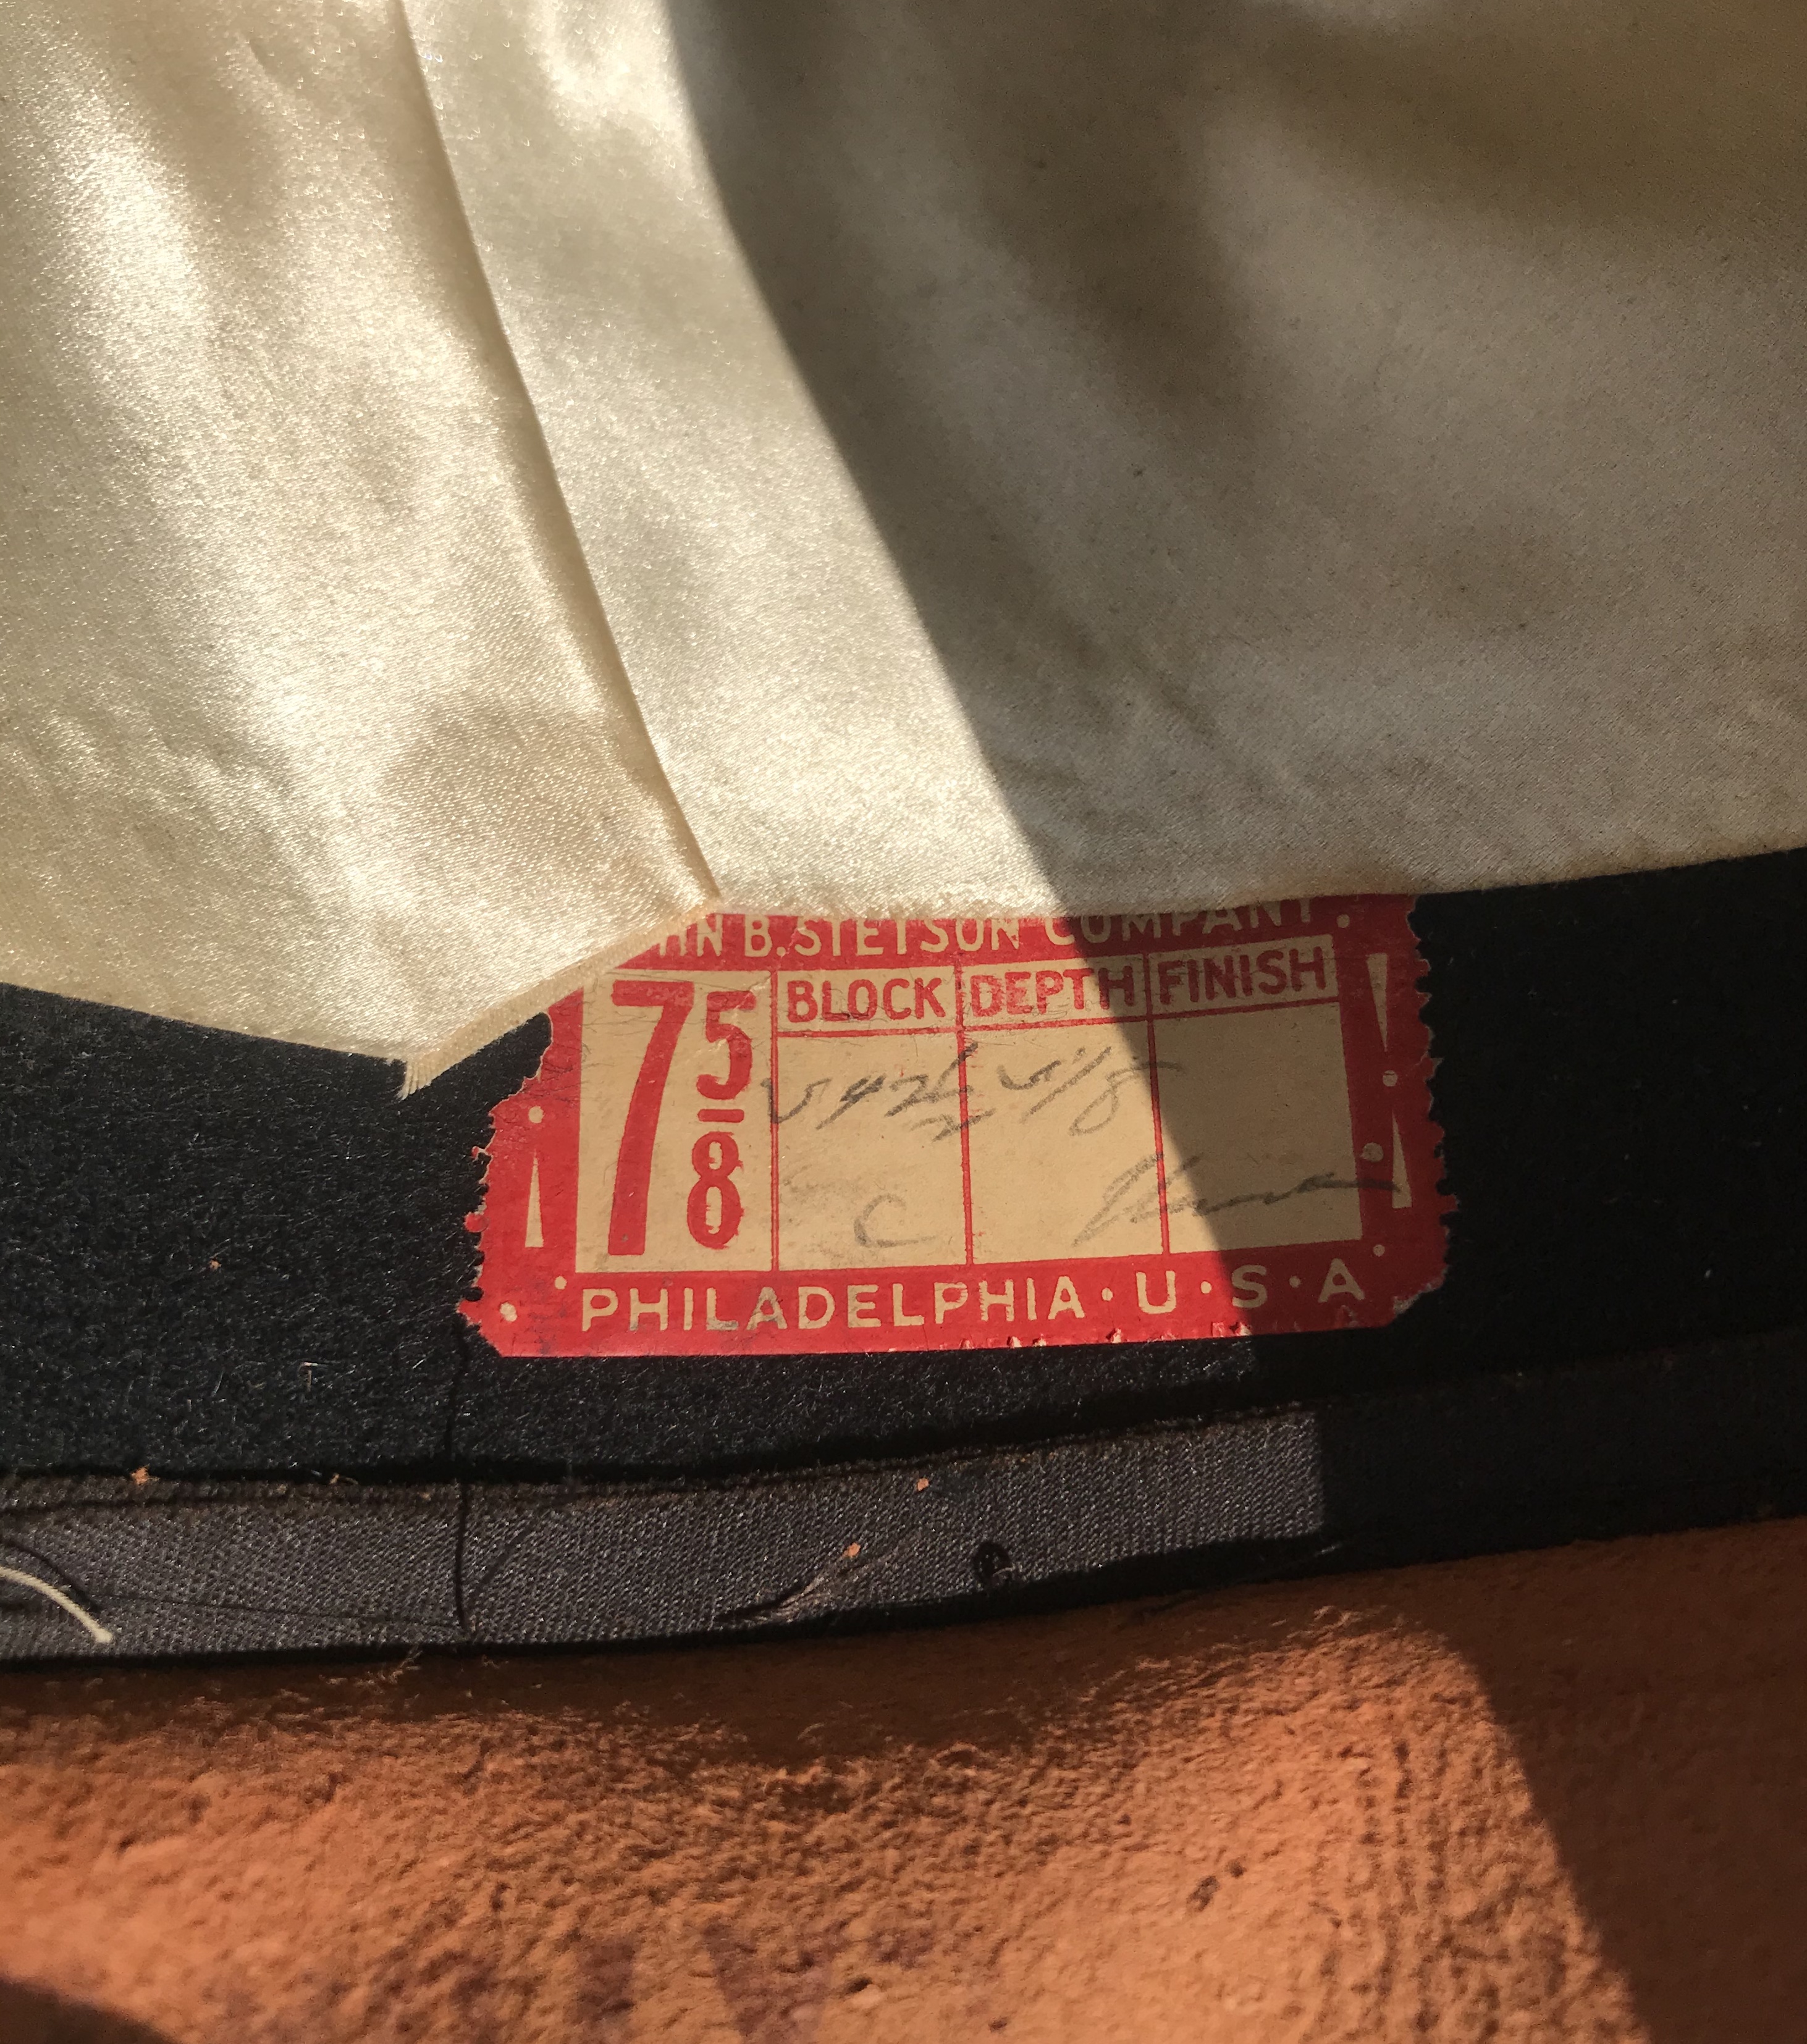 HN B. STETSON COMPANY.
7 5/8 BLOCK DEPTH FINISH
C
PHILADELPHIA · U · S · A